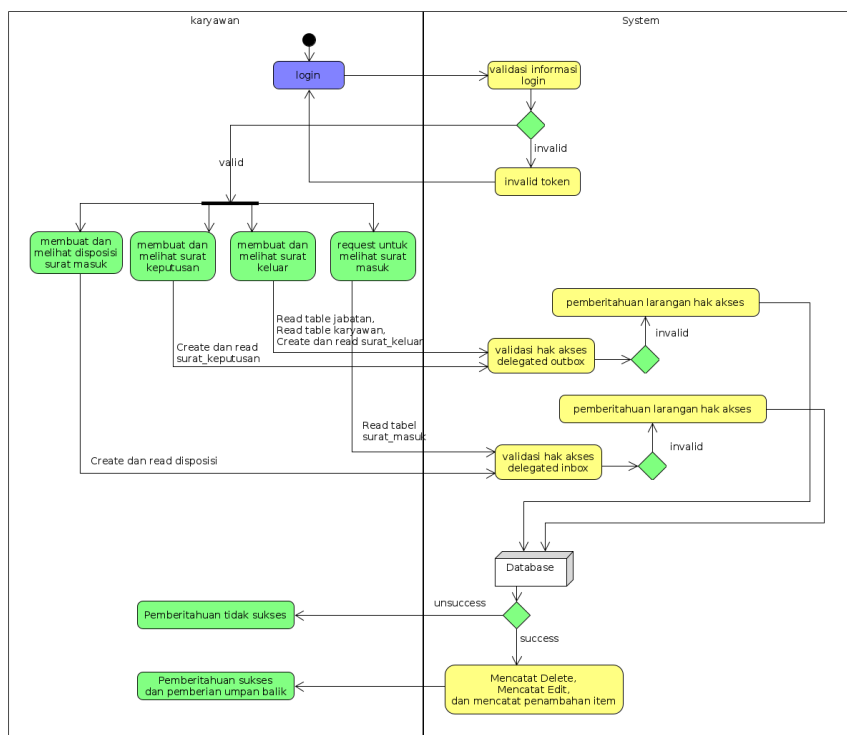 karyawan
System
login
validasi informasi
login
invalid
valid
invalid token
membuat dan
melihat disposisi
surat masuk
membuat dan
melihat surat
keputusan
membuat dan
melihat surat
keluar
request untuk
melihat surat
masuk
pemberitahuan larangan hak akses
Read table jabatan,
Read table karyawan,
Create dan read surat_keluar
invalid
Create dan read
surat_keputusan
validasi hak akses
delegated outbox
pemberitahuan larangan hak akses
Read tabel
surat_masuk
invalid
Create dan read disposisi
validasi hak akses
delegated inbox
Database
unsuccess
Pemberitahuan tidak sukses
success
Pemberitahuan sukses
dan pemberian umpan balik
Mencatat Delete,
Mencatat Edit,
dan mencatat penambahan item